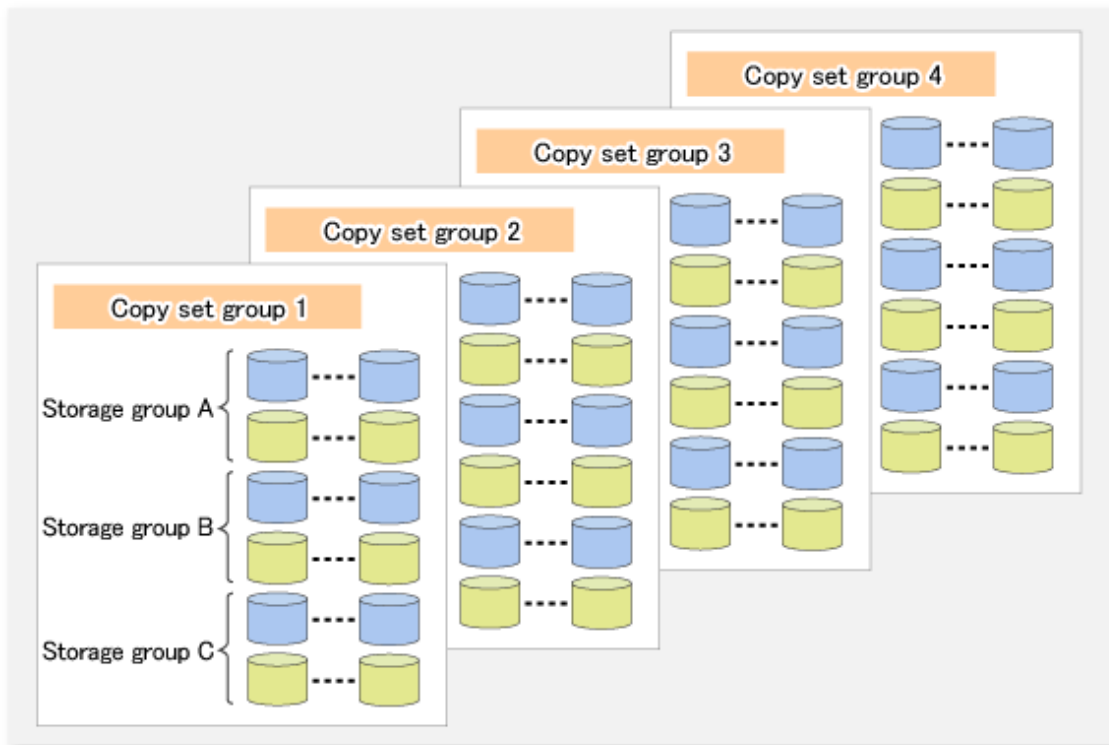 Copy set group 4
Copy set group 3
Copy set group 2
Copy set group 1
Storage group A
Storage group B
Storage group C